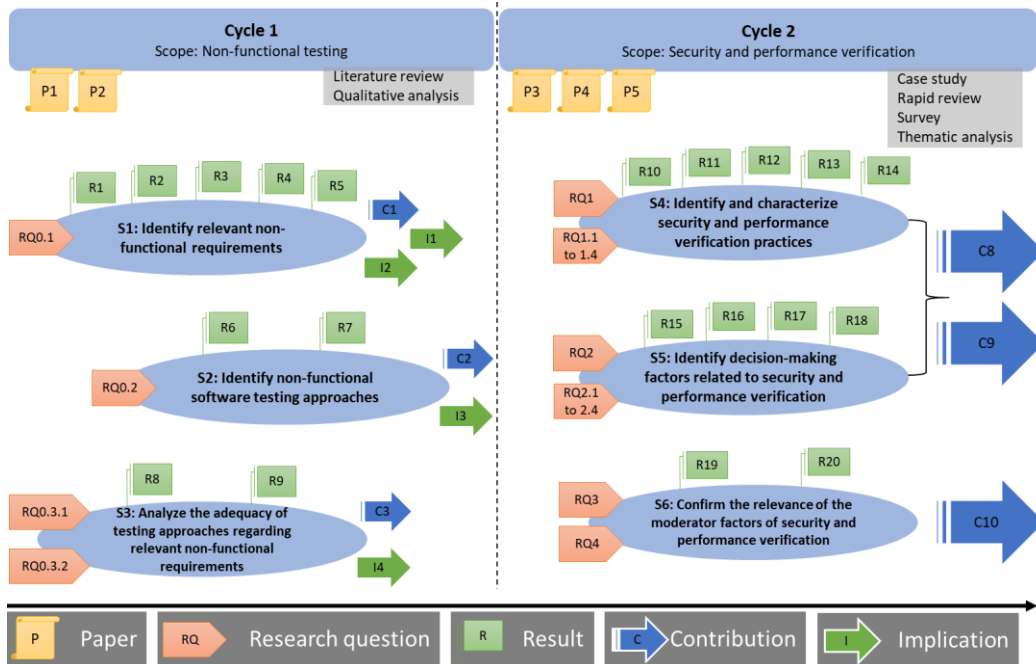 Cycle 1
Scope: Non-functional testing
P1
P2
Literature review
Qualitative analysis
R1
R2
R3
R4
R5
RQ0.1
S1: Identify relevant non-
functional requirements
C1
I1
I2
R6
R7
RQ0.2
S2: Identify non-functional
software testing approaches
C2
I3
R8
R9
RQ0.3.1
RQ0.3.2
S3: Analyze the adequacy of
testing approaches regarding
relevant non-functional
requirements
C3
I4
Cycle 2
Scope: Security and performance verification
P3
P4
P5
Case study
Rapid review
Survey
Thematic analysis
R10
R11
R12
R13
R14
RQ1
RQ1.1
to 1.4
S4: Identify and characterize
security and performance
verification practices
C8
R15
R16
R17
R18
RQ2
RQ2.1
to 2.4
S5: Identify decision-making
factors related to security and
performance verification
C9
R19
R20
RQ3
RQ4
S6: Confirm the relevance of the
moderator factors of security and
performance verification
C10
P
Paper
RQ
Research question
R
Result
C
Contribution
I
Implication